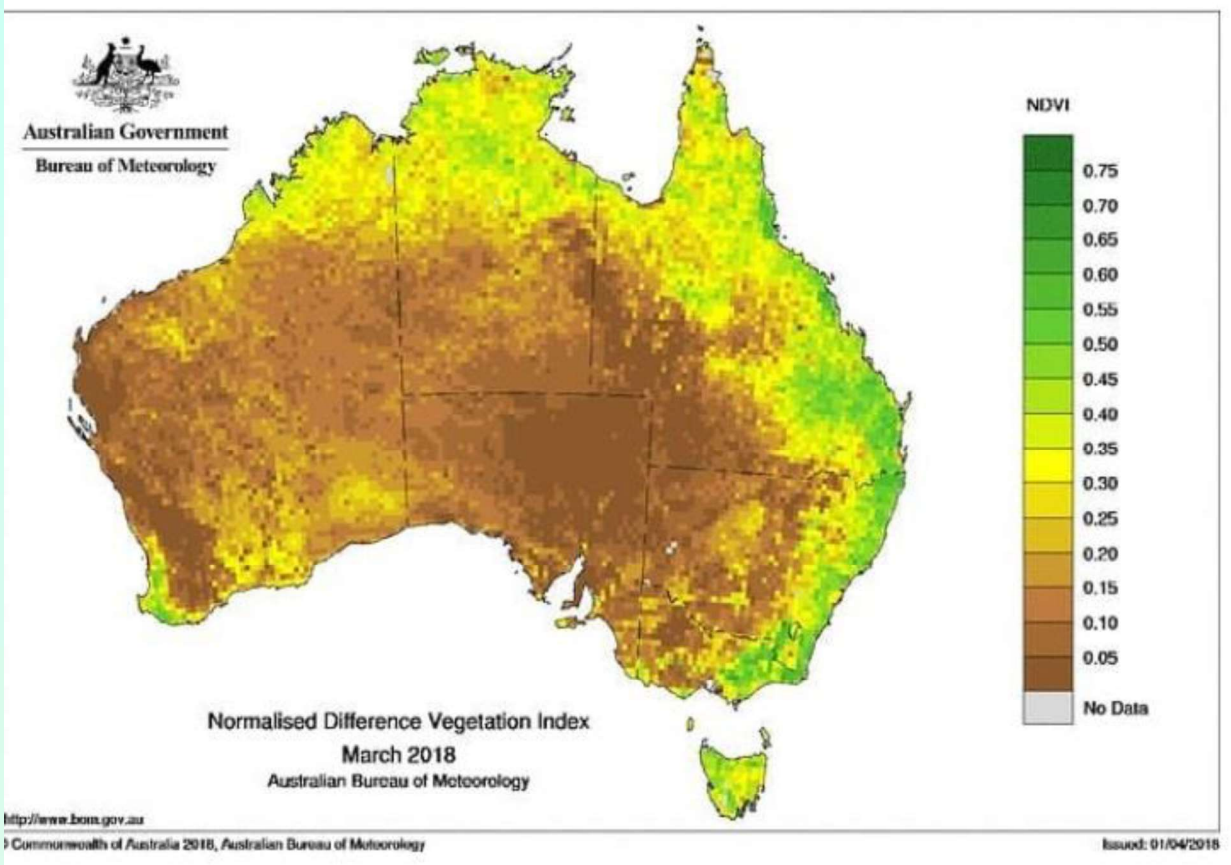 Australian Government
Bureau of Meteorology
NDVI
0.75
0.70
0.65
0.60
0.55
0.50
0.45
0.40
0.35
0.30
0.25
0.20
0.15
0.10
0.05
No Data
Normalised Difference Vegetation Index
March 2018
Australian Bureau of Meteorology
http://www.bom.gov.au
Commonwealth of Australia 2018, Australian Bureau of Meteorology
Issued: 01/04/2018